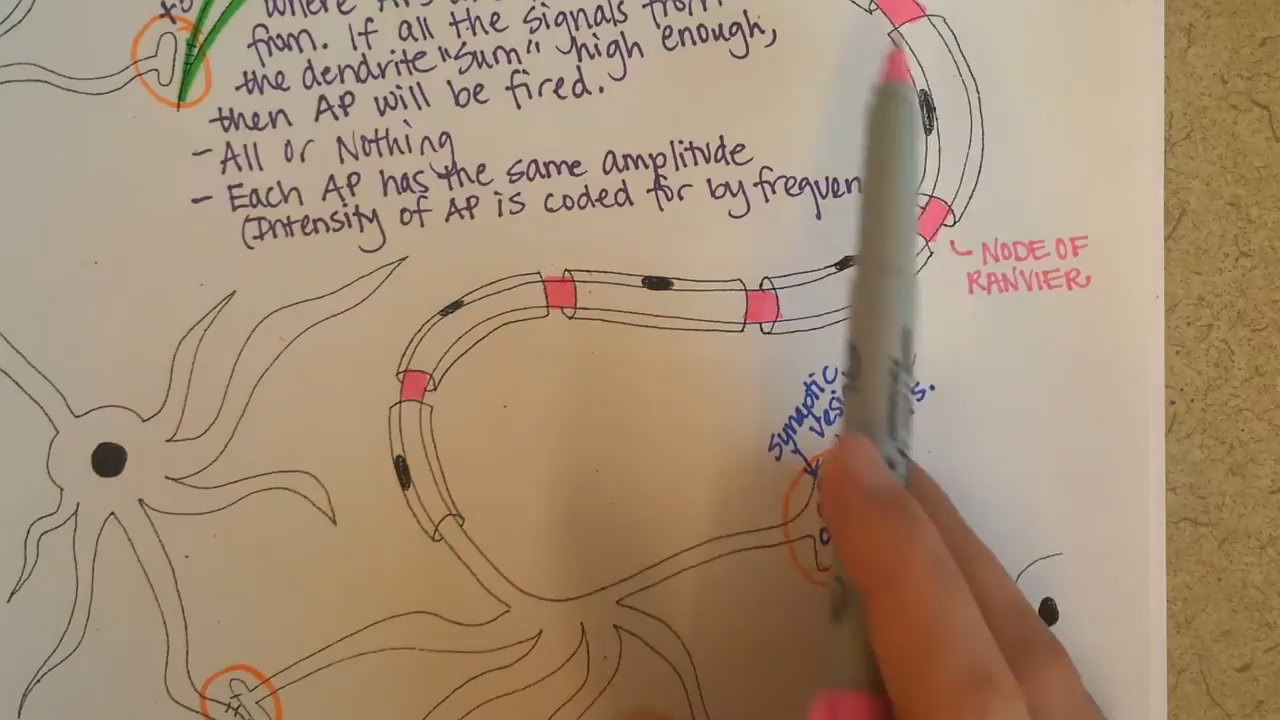 from. If all the signals from
the dendrite "Sum" high enough,
then AP will be fired.
- All or Nothing
- Each AP has the same amplitude
(Intensity of AP is coded for by frequen
NODE OF
RANVIER
Synaptic